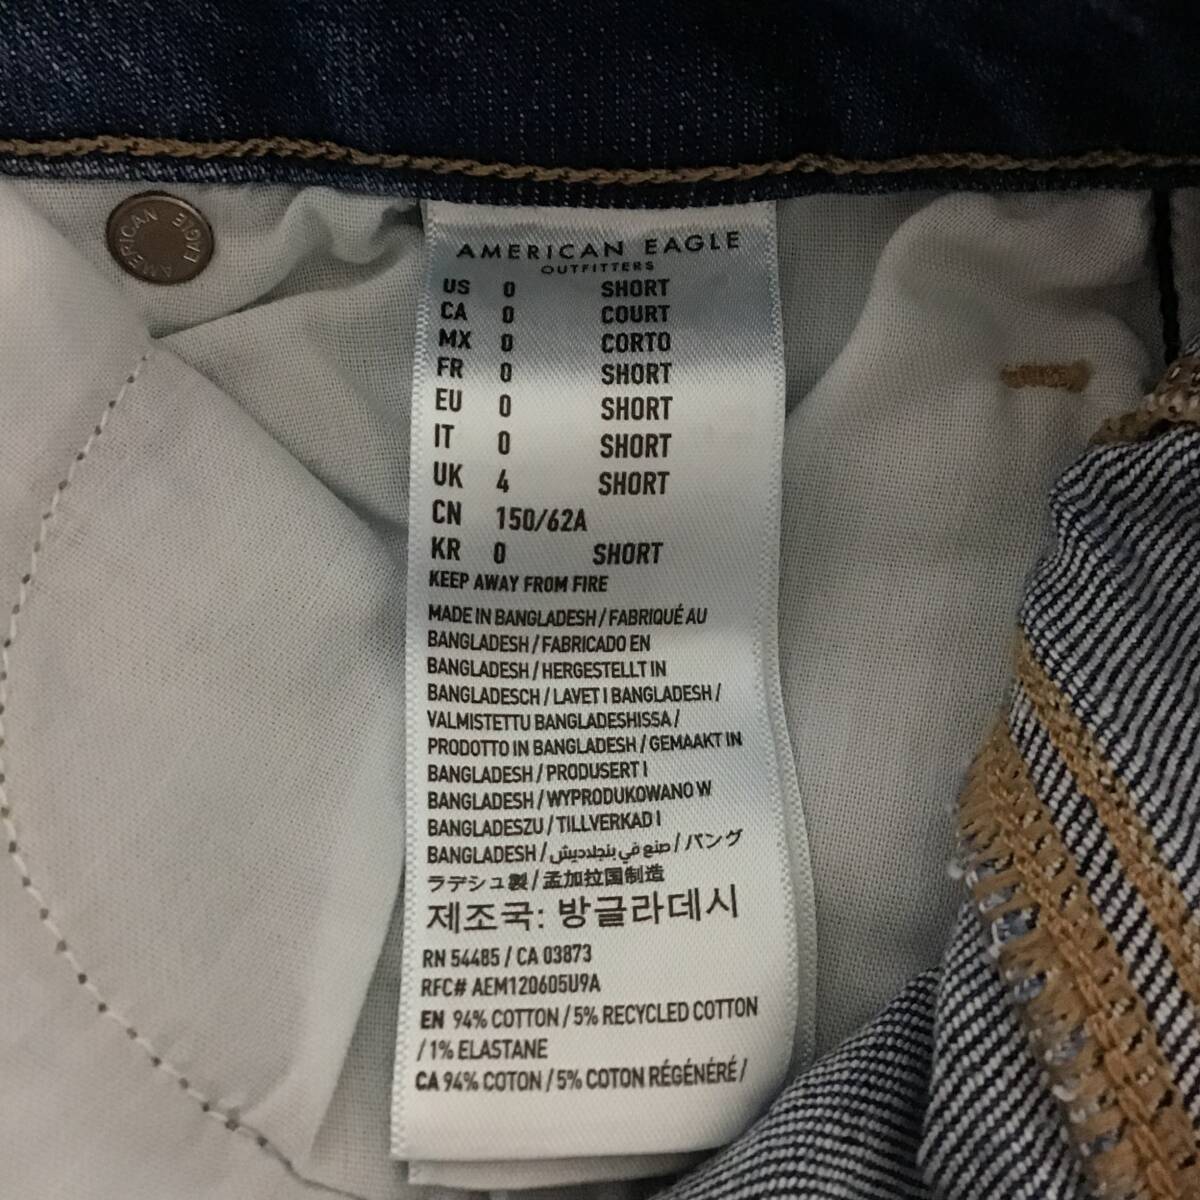 AMERICAN EAGLE
AMERICAN EAGLE
OUTFITTERS
US 0 SHORT
CA 0 COURT
MX 0 CORTO
FR 0 SHORT
EU 0 SHORT
IT 0 SHORT
UK 4 SHORT
CN 150/62A
KR 0 SHORT
KEEP AWAY FROM FIRE
MADE IN BANGLADESH / FABRIQUÉ AU
BANGLADESH / FABRICADO EN
BANGLADESH / HERGESTELLT IN
BANGLADESCH / LAVET I BANGLADESH /
VALMISTETTU BANGLADESHISSA /
PRODOTTO IN BANGLADESH / GEMAAKT IN
BANGLADESH / PRODUSERT I
BANGLADESH / WYPRODUKOWANO W
BANGLADESZU / TILLVERKAD I
BANGLADESH / صنع في بنجلاديش / バング
ラデシュ製 / 孟加拉国制造
제조국: 방글라데시
RN 54485 / CA 03873
RFC# AEM120605U9A
EN 94% COTTON / 5% RECYCLED COTTON
/ 1% ELASTANE
CA 94% COTON / 5% COTON RÉGÉNÉRÉ /